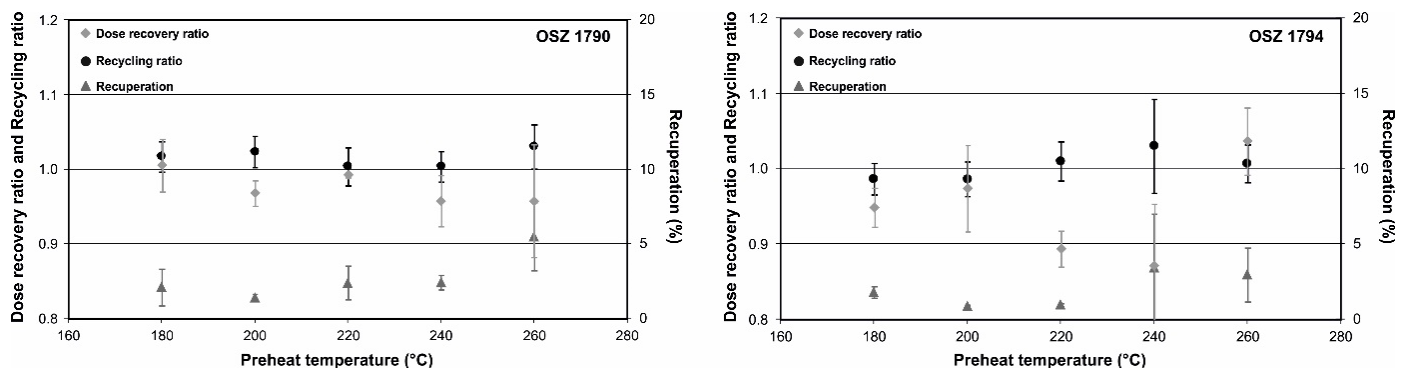 Dose recovery ratio and Recycling ratio
1.2
1.1
1.0
0.9
0.8
Dose recovery ratio
Recycling ratio
Recuperation
OSZ 1790
20
15
10
5
0
Recuperation (%)
160
180
200
220
240
260
280
Preheat temperature (°C)
Dose recovery ratio and Recycling ratio
1.2
1.1
1.0
0.9
0.8
Dose recovery ratio
Recycling ratio
Recuperation
OSZ 1794
20
15
10
5
0
Recuperation (%)
160
180
200
220
240
260
280
Preheat temperature (°C)